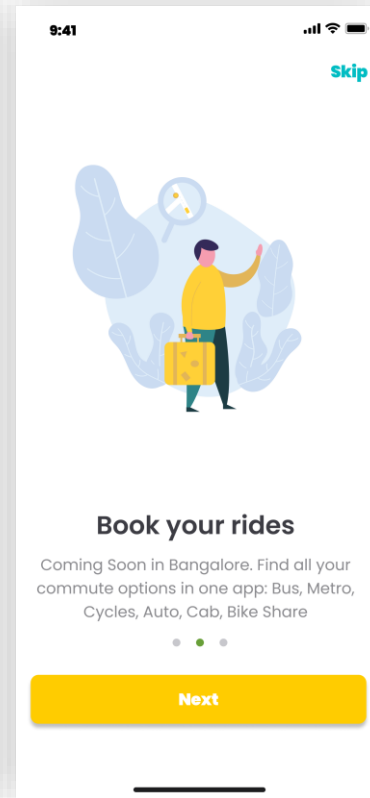 9:41
Skip
Book your rides
Coming Soon in Bangalore. Find all your
commute options in one app: Bus, Metro,
Cycles, Auto, Cab, Bike Share
Next